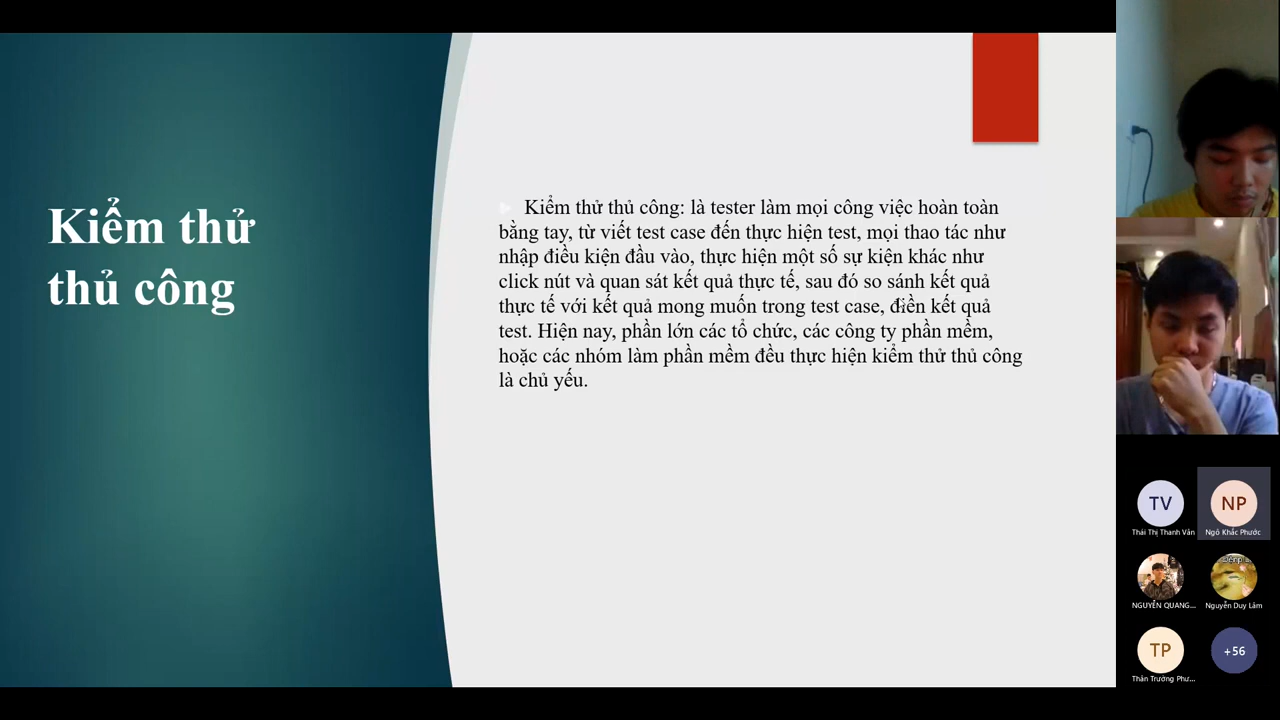 Kiểm thử
thủ công
Kiểm thử thủ công: là tester làm mọi công việc hoàn toàn
bằng tay, từ viết test case đến thực hiện test, mọi thao tác như
nhập điều kiện đầu vào, thực hiện một số sự kiện khác như
click nút và quan sát kết quả thực tế, sau đó so sánh kết quả
thực tế với kết quả mong muốn trong test case, điền kết quả
test. Hiện nay, phần lớn các tổ chức, các công ty phần mềm,
hoặc các nhóm làm phần mềm đều thực hiện kiểm thử thủ công
là chủ yếu.
TV
NP
Thái Thị Thanh Vân
Ngô Khắc Phước
NGUYỄN QUANG...
Nguyễn Duy Lâm
TP
+56
Thân Trường Phư...